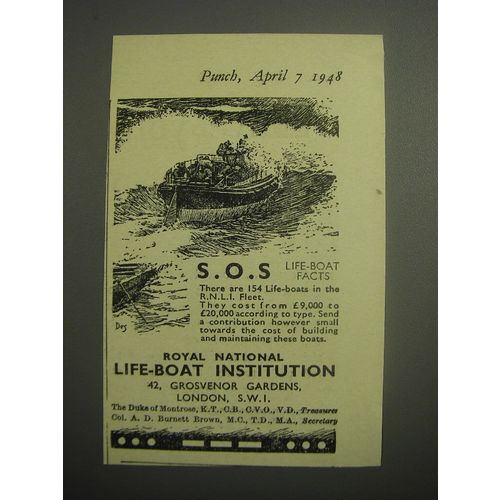 Punch, April 7 1948
S.O.S
LIFE-BOAT
FACTS
There are 154 Life-boats in the
R.N.L.I. Fleet.
They cost from £9,000 to
£20,000 according to type. Send
a contribution however small
towards the cost of building
and maintaining these boats.
Des
ROYAL NATIONAL
LIFE-BOAT INSTITUTION
42, GROSVENOR GARDENS,
LONDON, S.W.1.
The Duke of Montrose, K.T., C.B., C.V.O., V.D., Treasurer
Col. A. D. Burnett Brown, M.C., T.D., M.A., Secretary